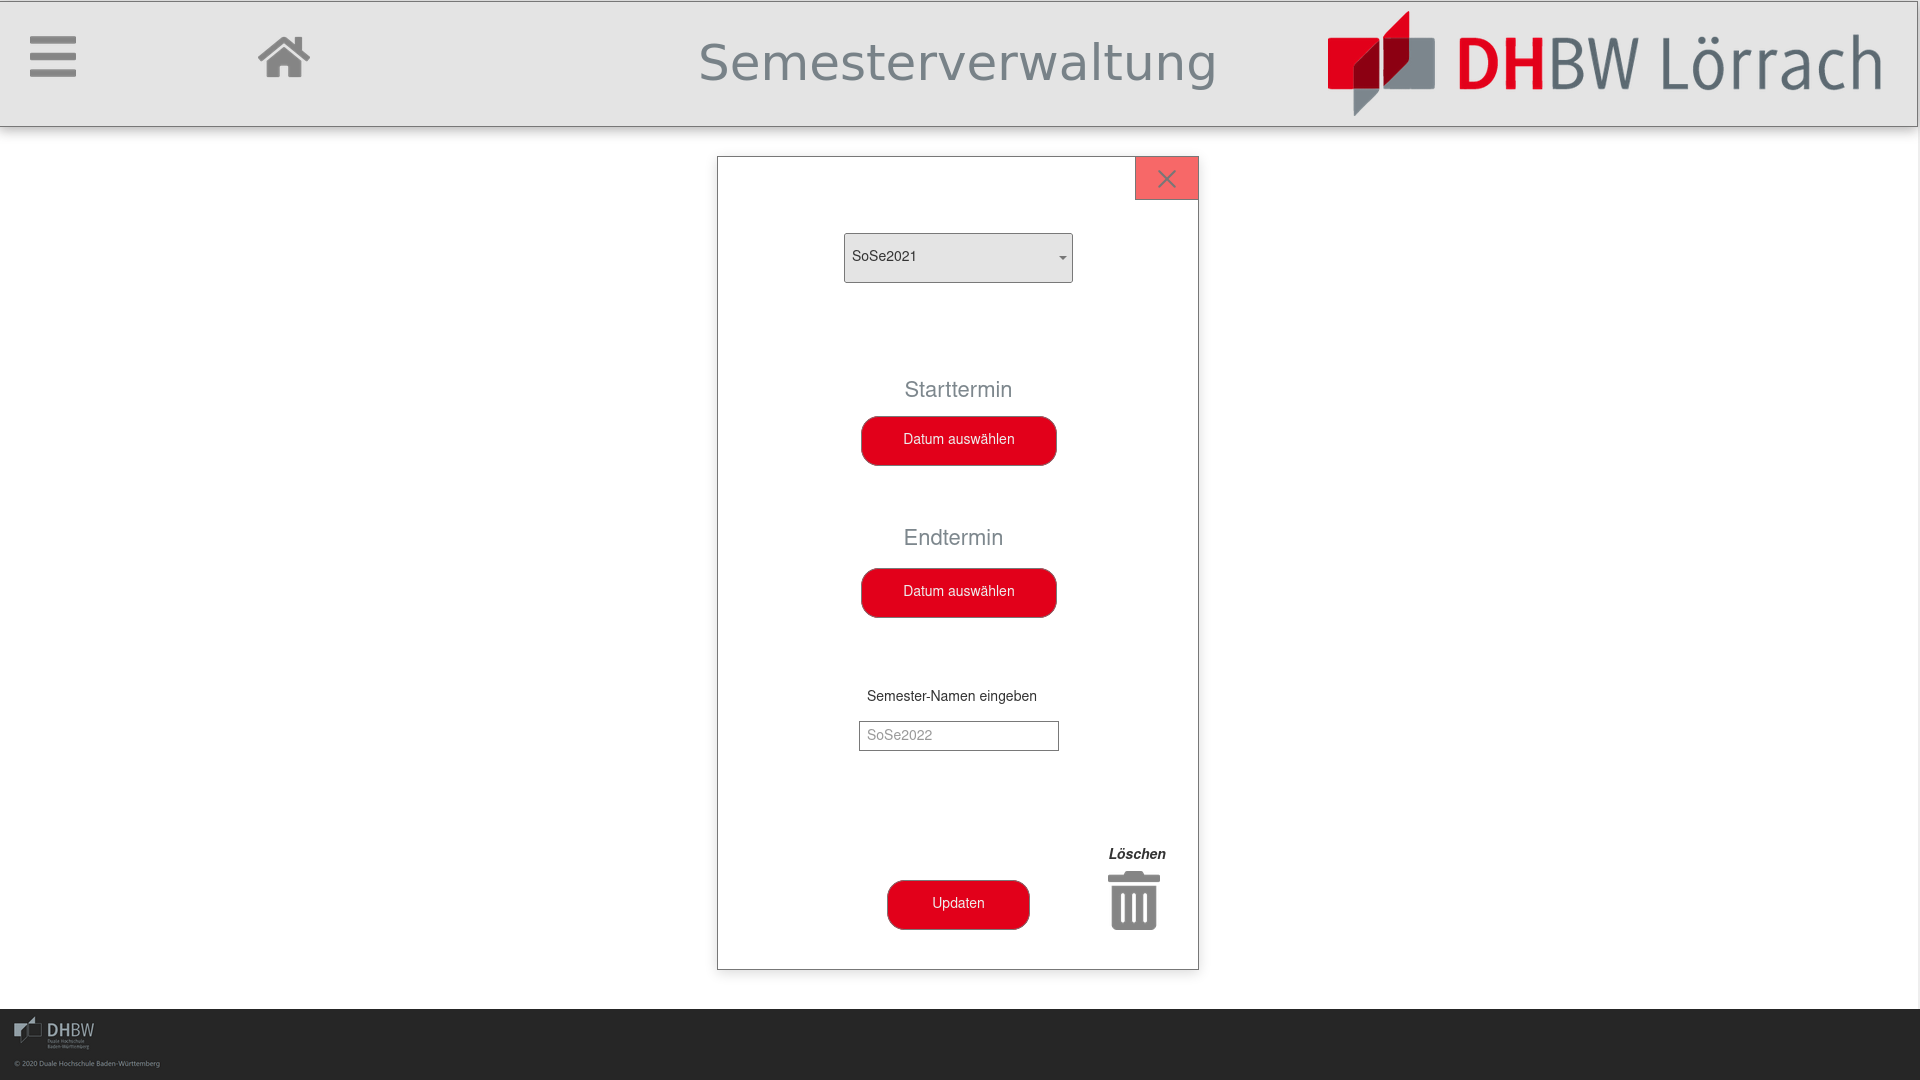 Semesterverwaltung
DHBW Lörrach
SoSe2021
Starttermin
Datum auswählen
Endtermin
Datum auswählen
Semester-Namen eingeben
SoSe2022
Löschen
Updaten
DHBW
Duale Hochschule
Baden-Württemberg
© 2020 Duale Hochschule Baden-Württemberg